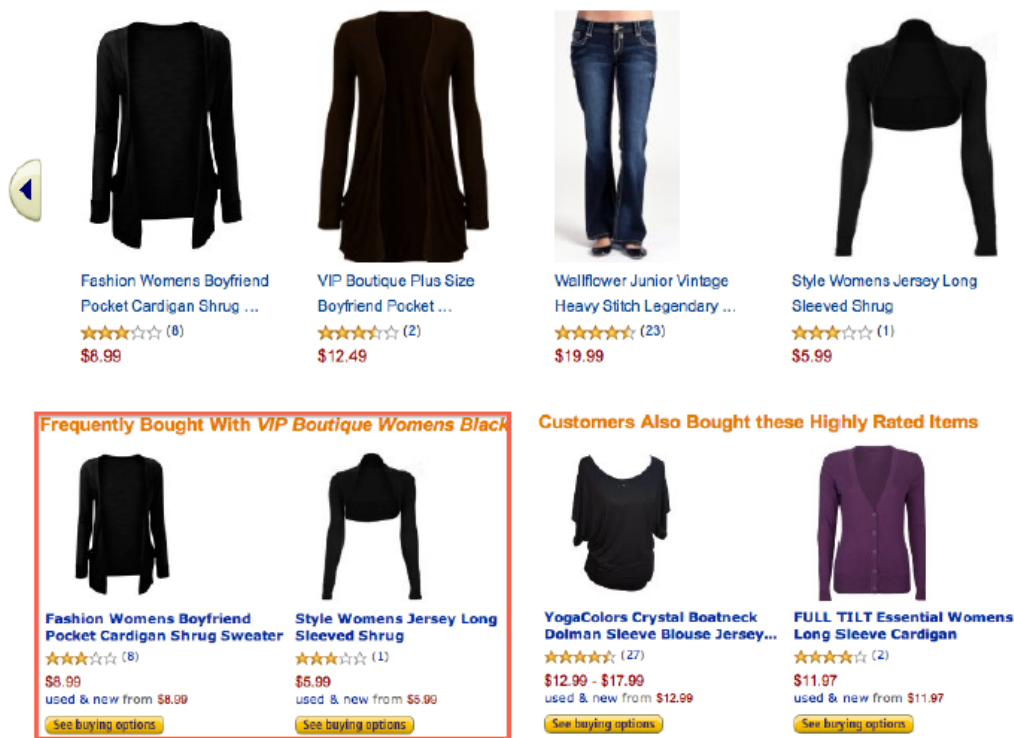 Fashion Womens Boyfriend
Pocket Cardigan Shrug ...
(8)
$8.99
VIP Boutique Plus Size
Boyfriend Pocket ...
(2)
$12.49
Wallflower Junior Vintage
Heavy Stitch Legendary ...
(23)
$19.99
Style Womens Jersey Long
Sleeved Shrug
(1)
$5.99
Frequently Bought With VIP Boutique Womens Black
Fashion Womens Boyfriend
Pocket Cardigan Shrug Sweater
(8)
$8.99
used & new from $8.99
See buying options
Style Womens Jersey Long
Sleeved Shrug
(1)
$5.99
used & new from $5.99
See buying options
Customers Also Bought these Highly Rated Items
YogaColors Crystal Boatneck
Dolman Sleeve Blouse Jersey...
(27)
$12.99 - $17.99
used & new from $12.99
See buying options
FULL TILT Essential Womens
Long Sleeve Cardigan
(2)
$11.97
used & new from $11.97
See buying options